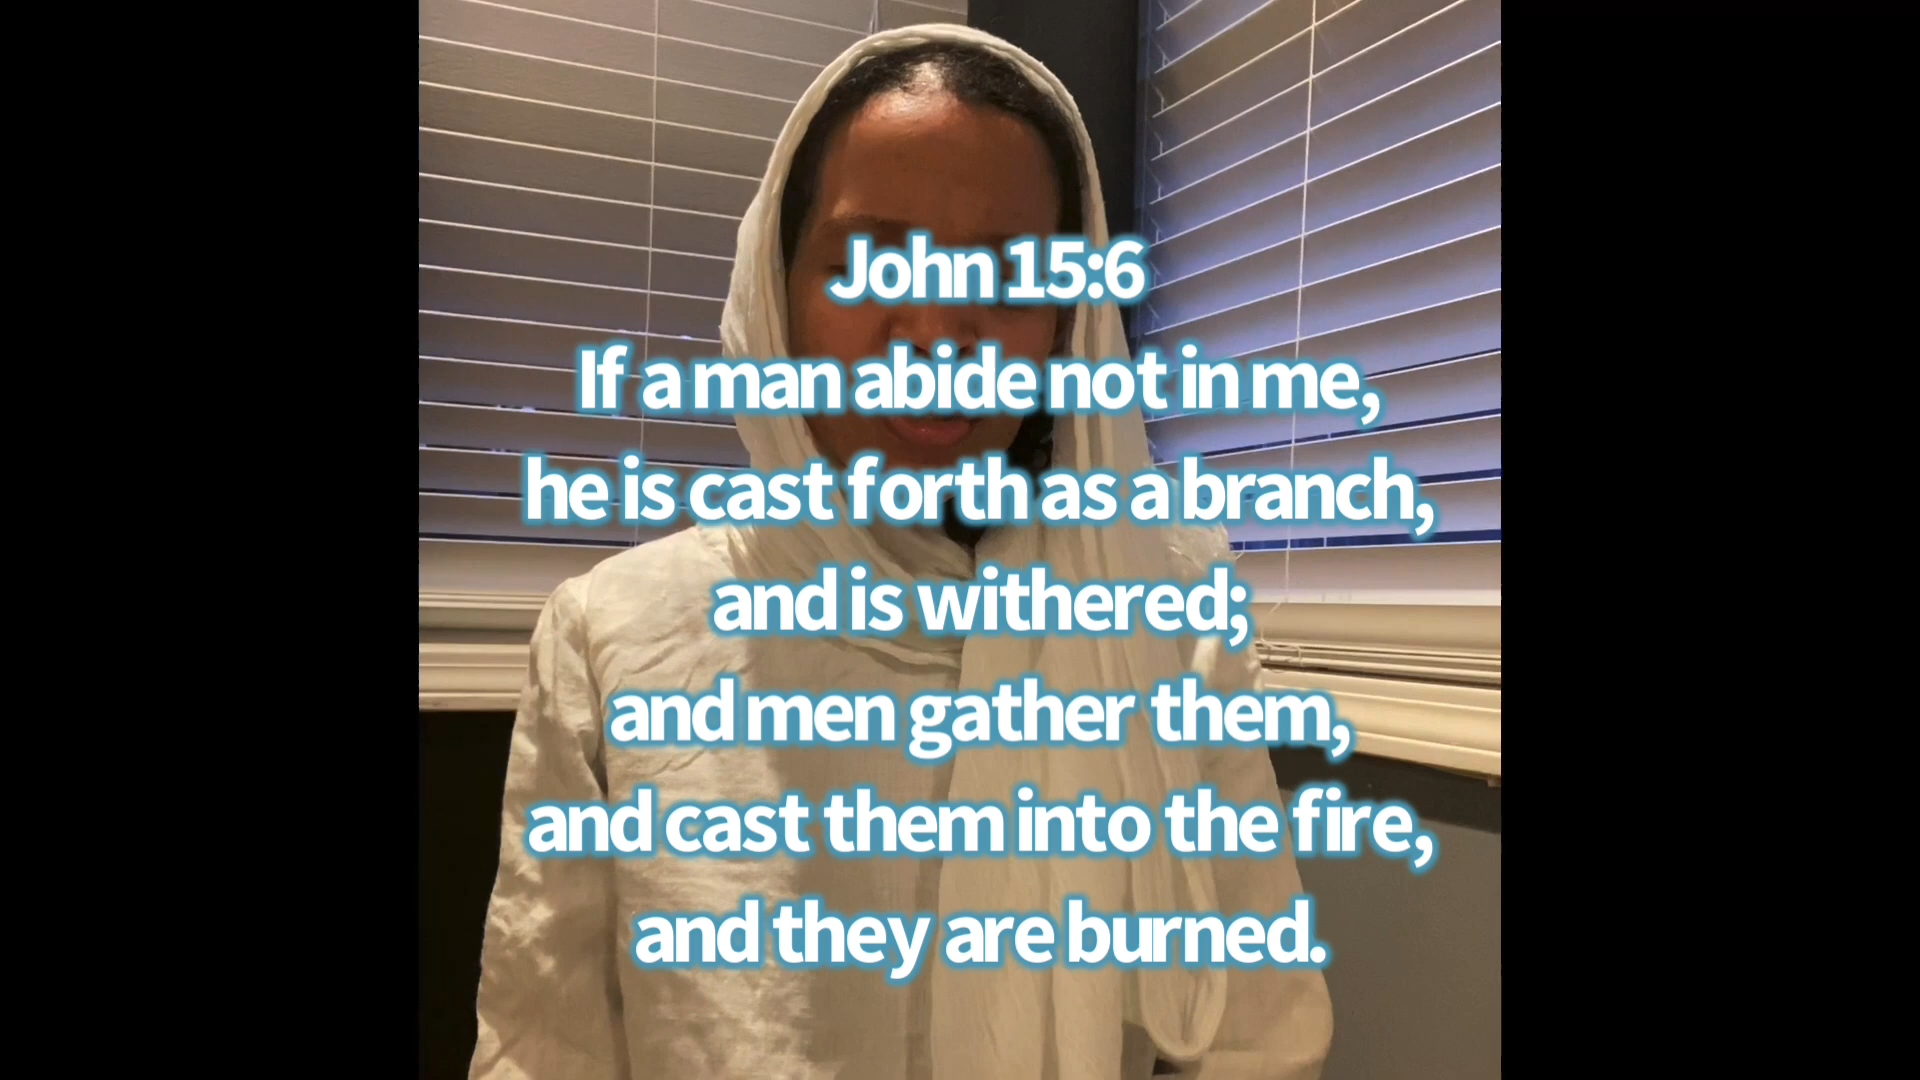 John 15:6
If a man abide not in me,
he is cast forth as a branch,
and is withered;
and men gather them,
and cast them into the fire,
and they are burned.